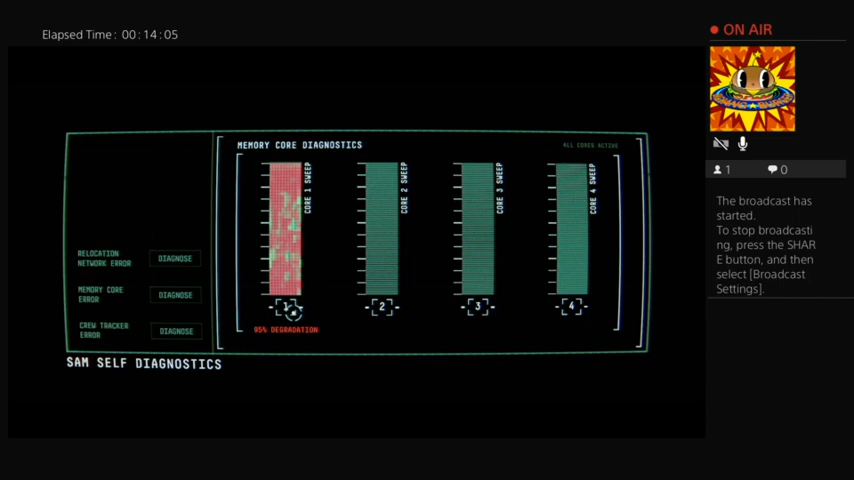 Elapsed Time: 00:14:05
ON AIR
1
0
The broadcast has
started.
To stop broadcasti
ng, press the SHAR
E button, and then
select [Broadcast
Settings].
MEMORY CORE DIAGNOSTICS
ALL CORES ACTIVE
CORE 1 SWEEP
CORE 2 SWEEP
CORE 3 SWEEP
CORE 4 SWEEP
1
2
3
4
95% DEGRADATION
RELOCATION
NETWORK ERROR
DIAGNOSE
MEMORY CORE
ERROR
DIAGNOSE
CREW TRACKER
ERROR
DIAGNOSE
SAM SELF DIAGNOSTICS